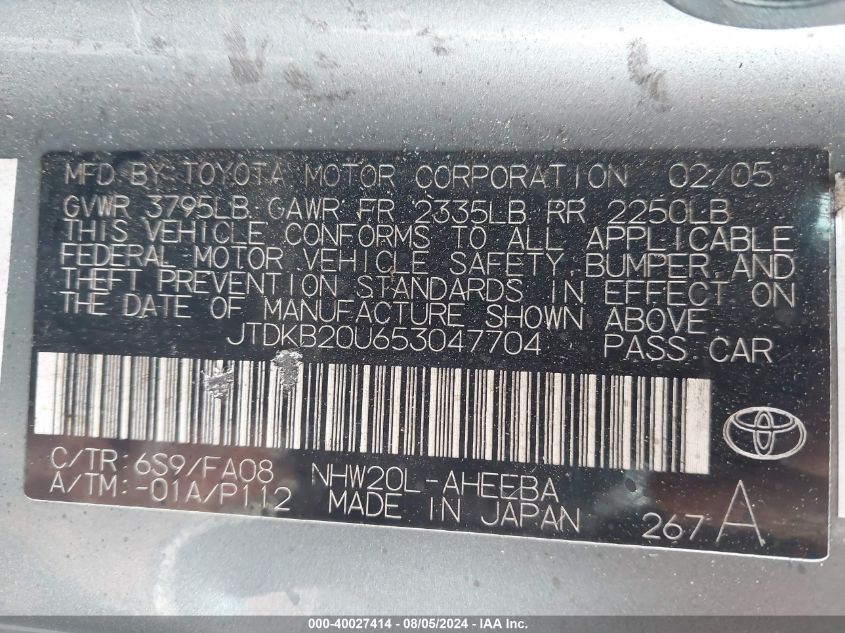 MFD BY: TOYOTA MOTOR CORPORATION 02/05
GVWR 3795LB GAWR FR 2335LB RR 2250LB
THIS VEHICLE CONFORMS TO ALL APPLICABLE
FEDERAL MOTOR VEHICLE SAFETY, BUMPER, AND
THEFT PREVENTION STANDARDS IN EFFECT ON
THE DATE OF MANUFACTURE SHOWN ABOVE.
JTDKB20U653047704 PASS. CAR
C/TR: 6S9/FA08 NHW20L-AHEEBA
A/TM:-01A/P112 MADE IN JAPAN 267 A
000-40027414 - 08/05/2024 - IAA Inc.